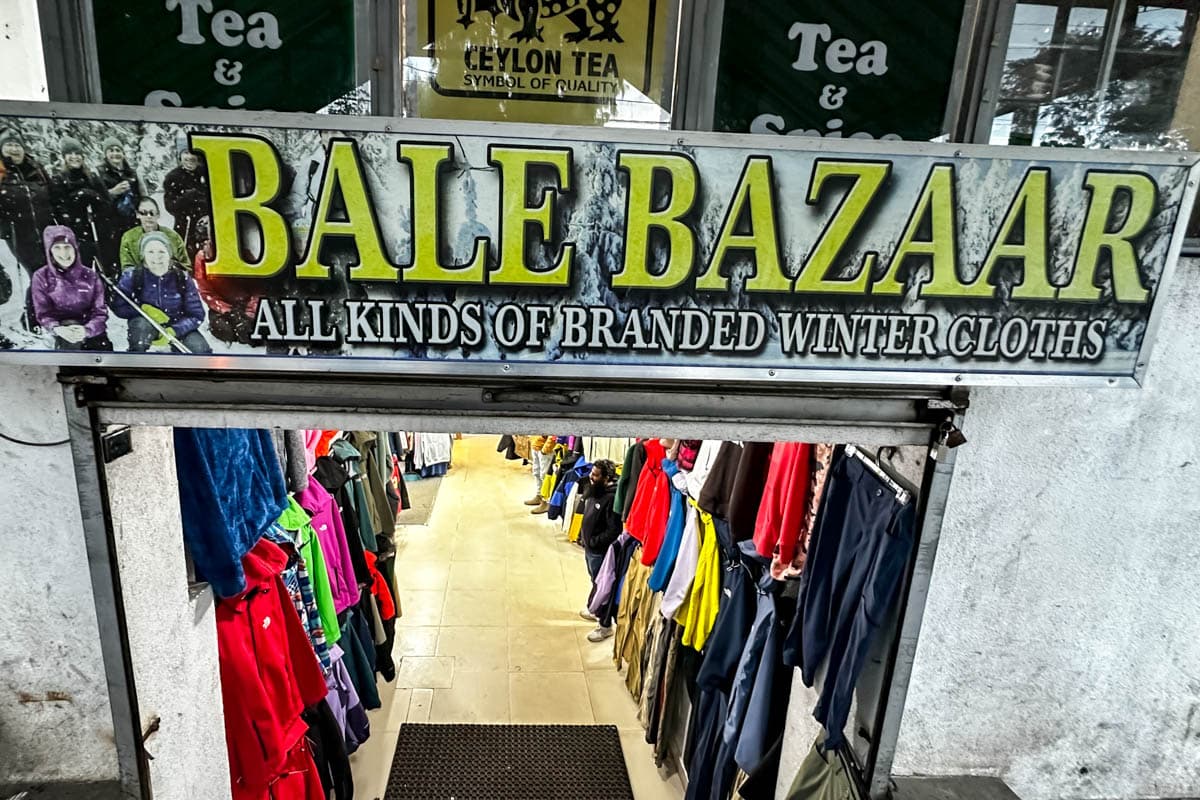 Tea
&
CEYLON TEA
SYMBOL OF QUALITY
Tea
&
BALE BAZAAR
ALL KINDS OF BRANDED WINTER CLOTHS